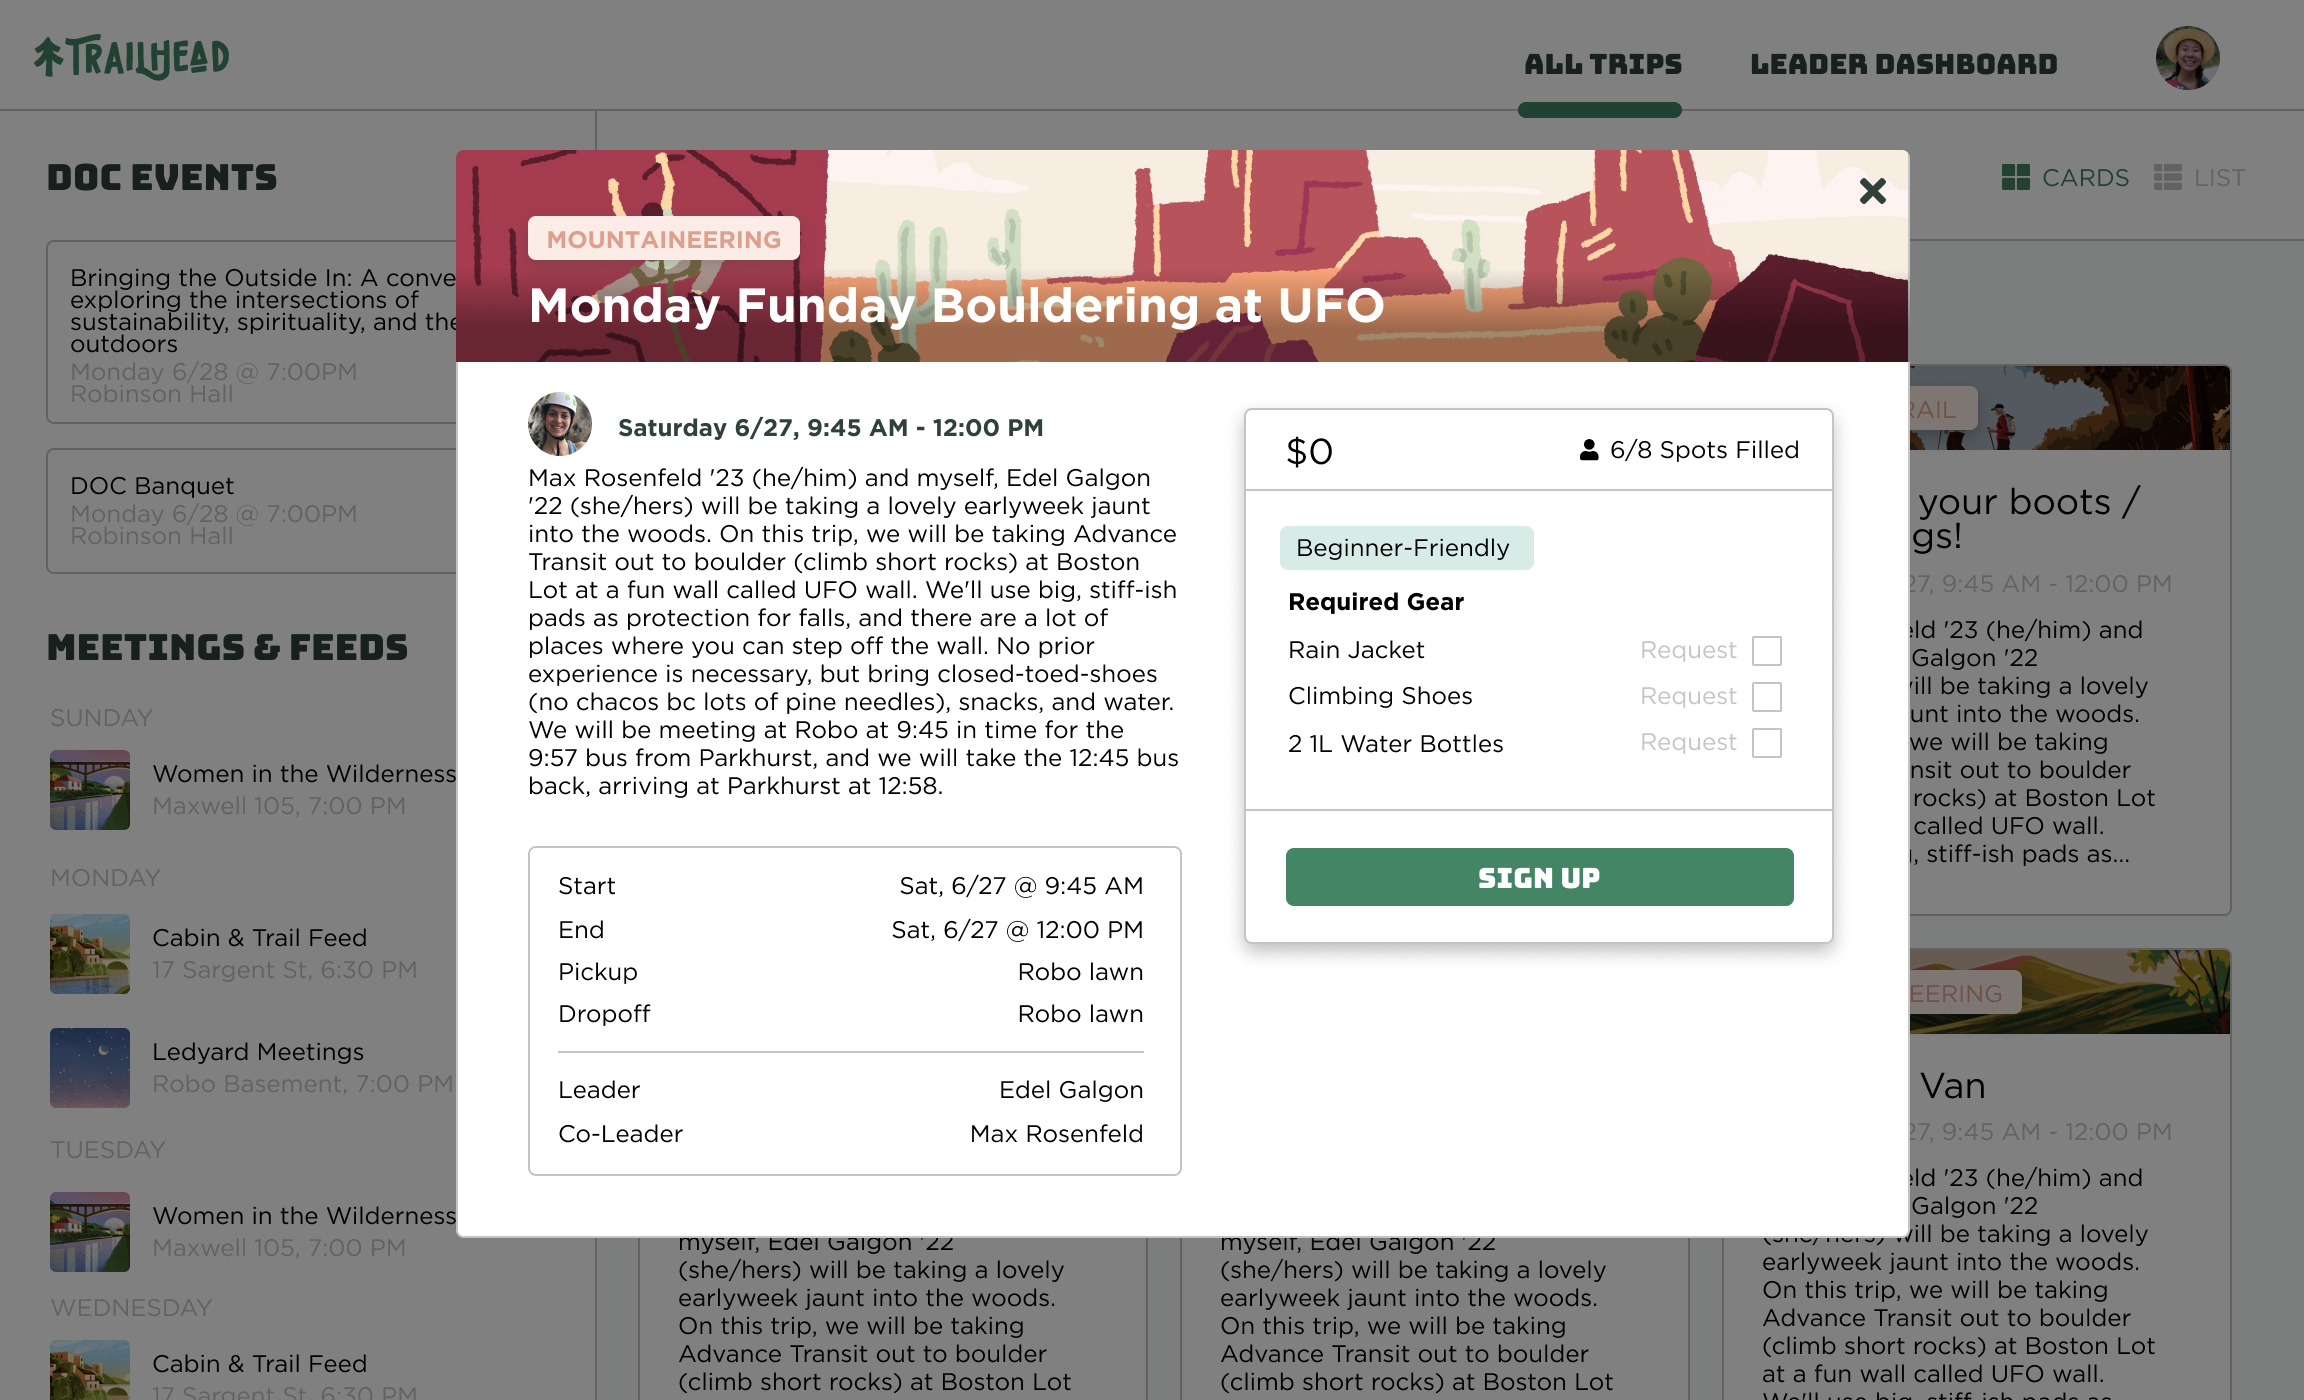 TRAILHEAD
ALL TRIPS
LEADER DASHBOARD
DOC EVENTS
Bringing the Outside In: A conve
exploring the intersections of
sustainability, spirituality, and the
outdoors
Monday 6/28 @ 7:00PM
Robinson Hall
DOC Banquet
Monday 6/28 @ 7:00PM
Robinson Hall
MEETINGS & FEEDS
SUNDAY
Women in the Wilderness
Maxwell 105, 7:00 PM
MONDAY
Cabin & Trail Feed
17 Sargent St, 6:30 PM
Ledyard Meetings
Robo Basement, 7:00 PM
TUESDAY
Women in the Wilderness
Maxwell 105, 7:00 PM
WEDNESDAY
Cabin & Trail Feed
17 Sargent St, 6:30 PM
CARDS
LIST
MOUNTAINEERING
Monday Funday Bouldering at UFO
Saturday 6/27, 9:45 AM - 12:00 PM
Max Rosenfeld '23 (he/him) and myself, Edel Galgon
'22 (she/hers) will be taking a lovely earlyweek jaunt
into the woods. On this trip, we will be taking Advance
Transit out to boulder (climb short rocks) at Boston
Lot at a fun wall called UFO wall. We'll use big, stiff-ish
pads as protection for falls, and there are a lot of
places where you can step off the wall. No prior
experience is necessary, but bring closed-toed-shoes
(no chacos bc lots of pine needles), snacks, and water.
We will be meeting at Robo at 9:45 in time for the
9:57 bus from Parkhurst, and we will take the 12:45 bus
back, arriving at Parkhurst at 12:58.
Start Sat, 6/27 @ 9:45 AM
End Sat, 6/27 @ 12:00 PM
Pickup Robo lawn
Dropoff Robo lawn
Leader Edel Galgon
Co-Leader Max Rosenfeld
$0
6/8 Spots Filled
Beginner-Friendly
Required Gear
Rain Jacket Request
Climbing Shoes Request
2 1L Water Bottles Request
SIGN UP
RAIL
your boots /
gs!
27, 9:45 AM - 12:00 PM
eld '23 (he/him) and
Galgon '22
will be taking a lovely
unt into the woods.
we will be taking
nsit out to boulder
rocks) at Boston Lot
called UFO wall.
, stiff-ish pads as...
EERING
Van
27, 9:45 AM - 12:00 PM
eld '23 (he/him) and
Galgon '22
(she/hers) will be taking a lovely
earlyweek jaunt into the woods.
On this trip, we will be taking
Advance Transit out to boulder
(climb short rocks) at Boston Lot
at a fun wall called UFO wall.
We'll use big, stiff-ish pads as
myself, Edel Galgon '22
(she/hers) will be taking a lovely
earlyweek jaunt into the woods.
On this trip, we will be taking
Advance Transit out to boulder
(climb short rocks) at Boston Lot
myself, Edel Galgon '22
(she/hers) will be taking a lovely
earlyweek jaunt into the woods.
On this trip, we will be taking
Advance Transit out to boulder
(climb short rocks) at Boston Lot